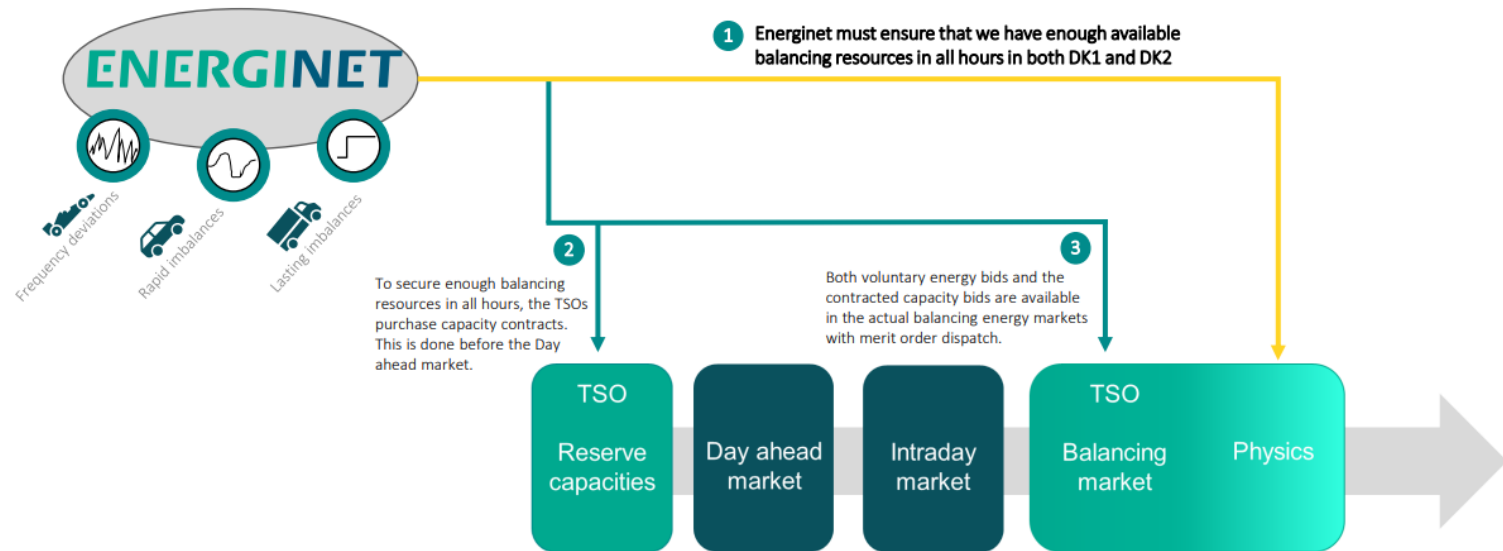 ENERGINET
1
Energinet must ensure that we have enough available
balancing resources in all hours in both DK1 and DK2
Frequency deviations
Rapid imbalances
Lasting imbalances
2
To secure enough balancing
resources in all hours, the TSOs
purchase capacity contracts.
This is done before the Day
ahead market.
3
Both voluntary energy bids and the
contracted capacity bids are available
in the actual balancing energy markets
with merit order dispatch.
TSO
Reserve
capacities
Day ahead
market
Intraday
market
TSO
Balancing
market
Physics